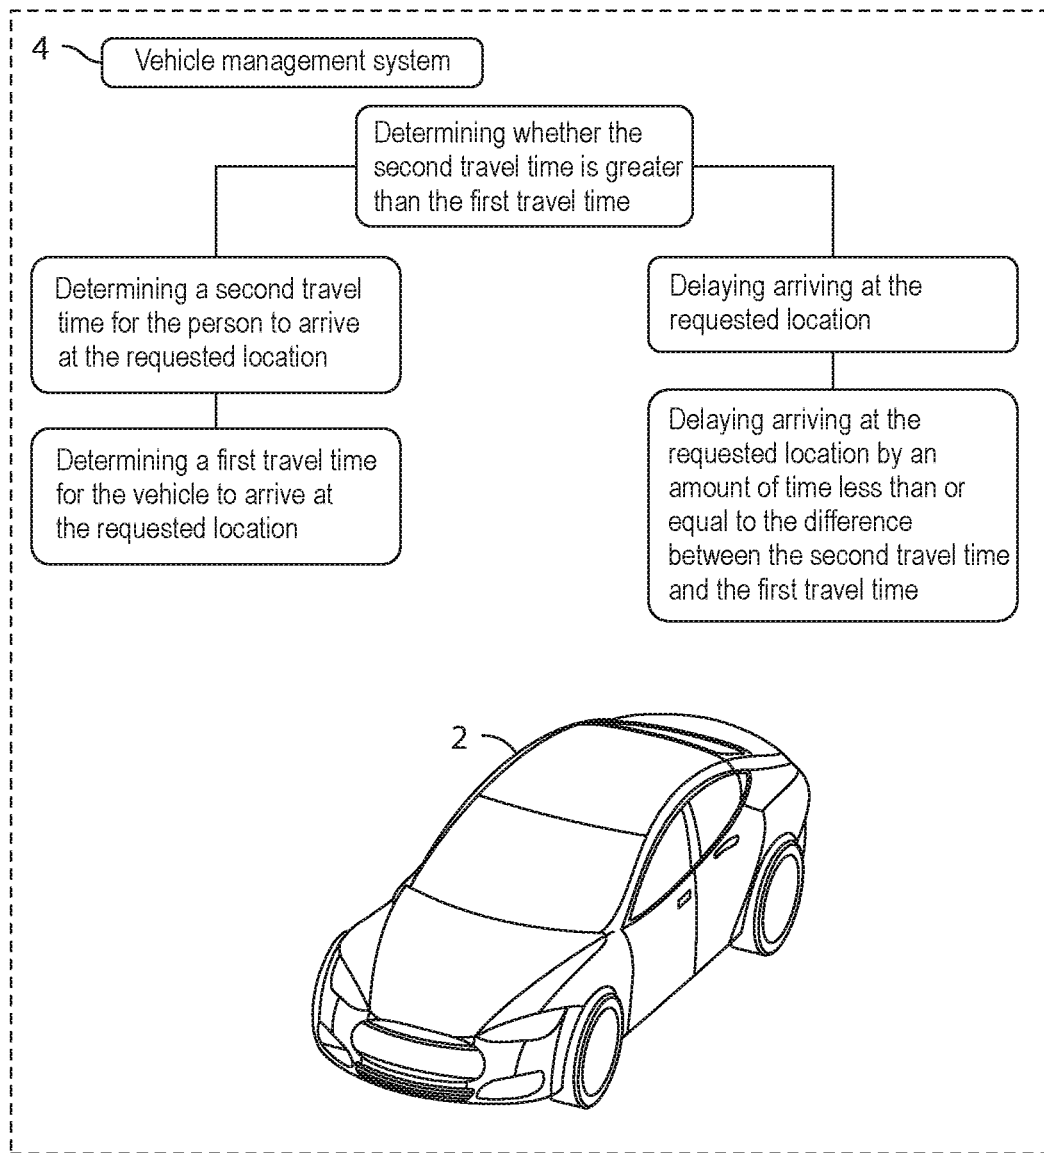 4
Vehicle management system
Determining whether the
second travel time is greater
than the first travel time
Determining a second travel
time for the person to arrive
at the requested location
Determining a first travel time
for the vehicle to arrive at
the requested location
Delaying arriving at the
requested location
Delaying arriving at the
requested location by an
amount of time less than or
equal to the difference
between the second travel time
and the first travel time
2